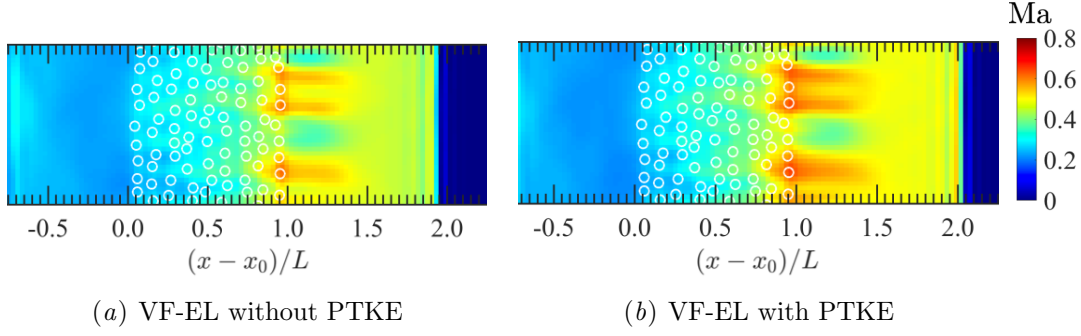 Ma
0.8
0.6
0.4
0.2
0
-0.5 0.0 0.5 1.0 1.5 2.0
-0.5 0.0 0.5 1.0 1.5 2.0
(x − x₀)/L
(x − x₀)/L
(a) VF-EL without PTKE
(b) VF-EL with PTKE